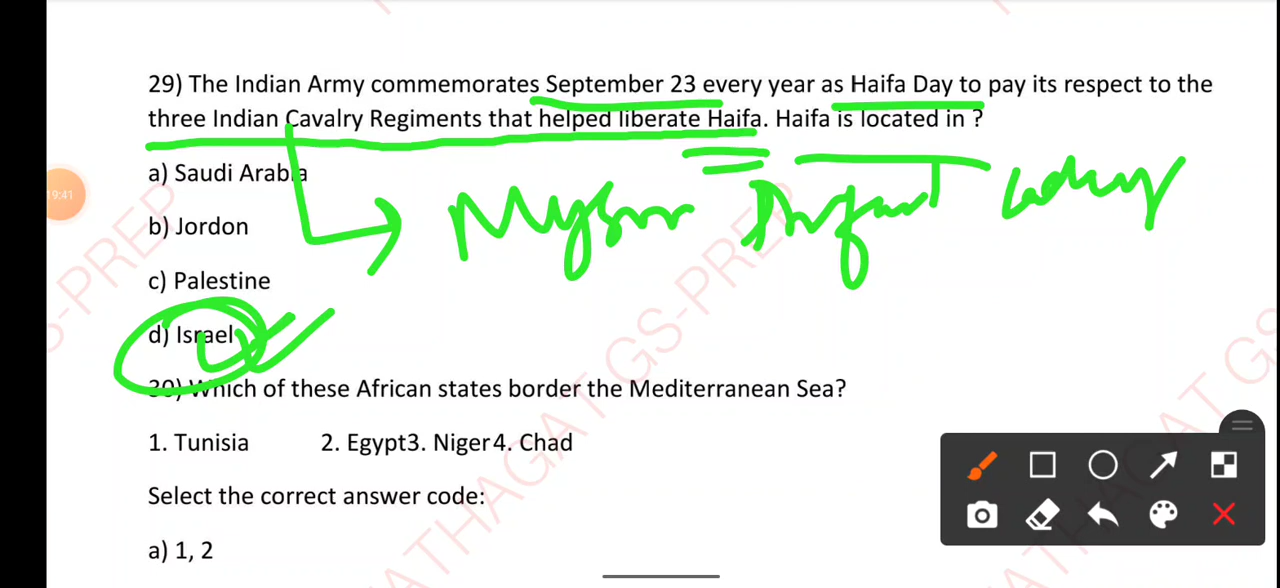 29) The Indian Army commemorates September 23 every year as Haifa Day to pay its respect to the
three Indian Cavalry Regiments that helped liberate Haifa. Haifa is located in ?
a) Saudi Arabia
19:41
b) Jordon
c) Palestine
d) Israel
30) Which of these African states border the Mediterranean Sea?
1. Tunisia 2. Egypt3. Niger4. Chad
Select the correct answer code:
a) 1, 2